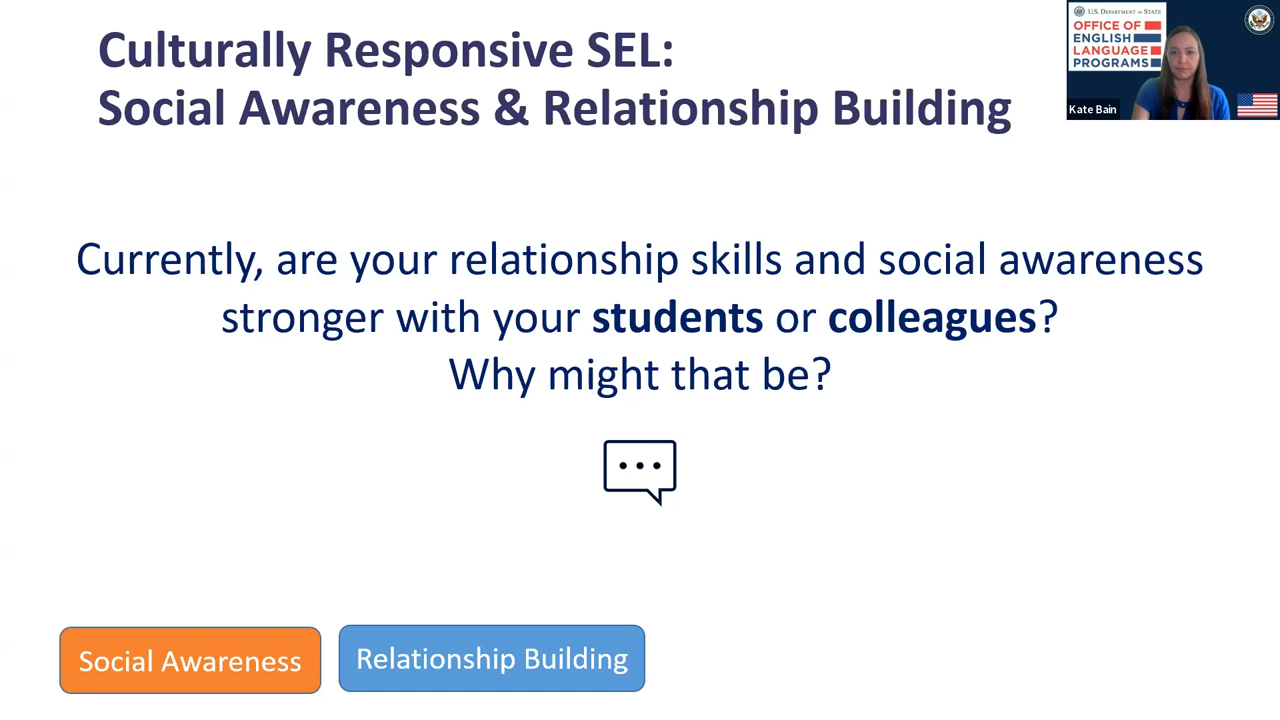 Culturally Responsive SEL:
Social Awareness & Relationship Building
U.S. DEPARTMENT OF STATE
OFFICE OF
ENGLISH
LANGUAGE
PROGRAMS
Kate Bain
Currently, are your relationship skills and social awareness
stronger with your students or colleagues?
Why might that be?
Social Awareness
Relationship Building